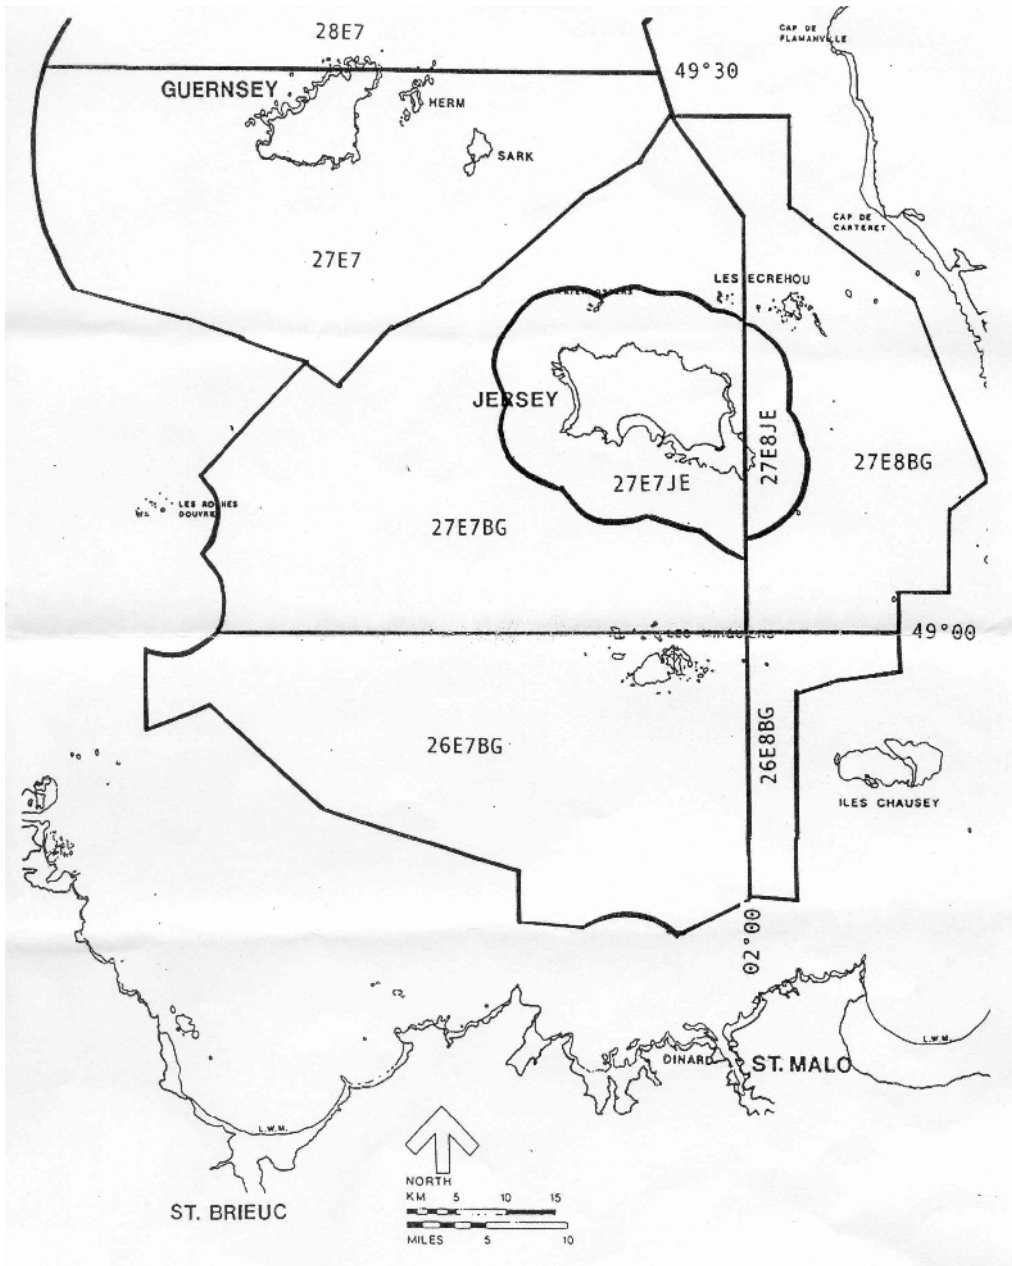 28E7
CAP DE
FLAMANVILLE
49°30
GUERNSEY
HERM
SARK
CAP DE
CARTERET
27E7
LES ECREHOU
JERSEY
27E8JE
27E8BG
27E7JE
LES ROCHES
DOUVRES
27E7BG
49°00
26E7BG
26E8BG
ILES CHAUSEY
02°00
L.W.M.
DINARD
ST. MALO
L.W.M.
NORTH
KM 5 10 15
MILES 5 10
ST. BRIEUC